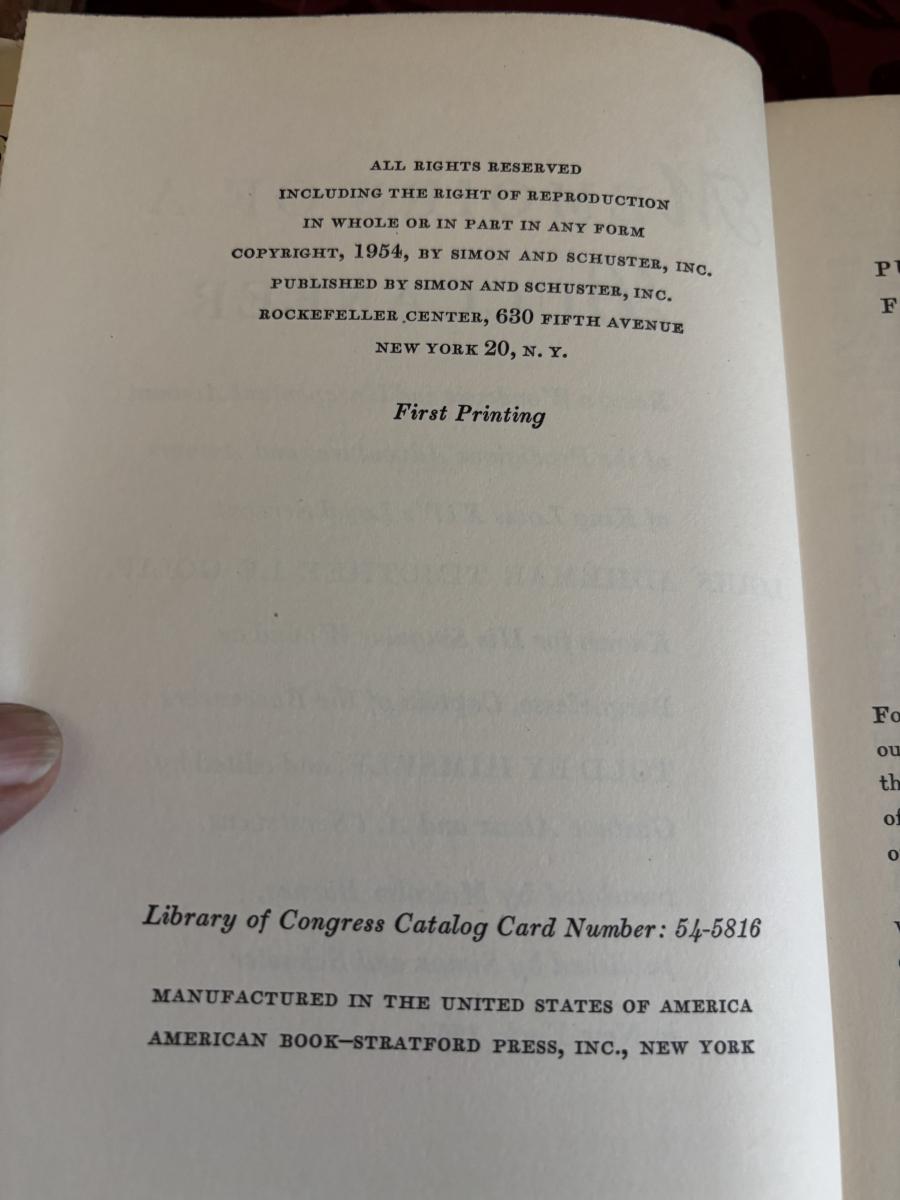 ALL RIGHTS RESERVED
INCLUDING THE RIGHT OF REPRODUCTION
IN WHOLE OR IN PART IN ANY FORM
COPYRIGHT, 1954, BY SIMON AND SCHUSTER, INC.
PUBLISHED BY SIMON AND SCHUSTER, INC.
ROCKEFELLER CENTER, 630 FIFTH AVENUE
NEW YORK 20, N. Y.
First Printing
Library of Congress Catalog Card Number: 54-5816
MANUFACTURED IN THE UNITED STATES OF AMERICA
AMERICAN BOOK—STRATFORD PRESS, INC., NEW YORK